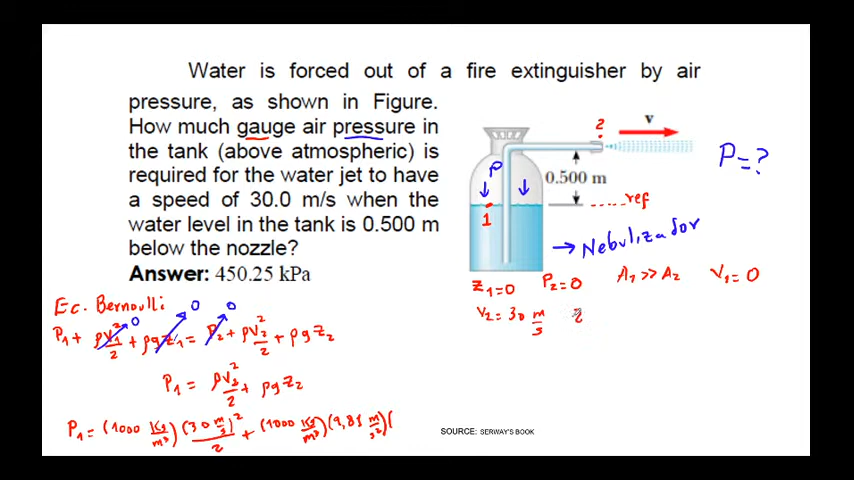 Water is forced out of a fire extinguisher by air
pressure, as shown in Figure.
How much gauge air pressure in
the tank (above atmospheric) is
required for the water jet to have
a speed of 30.0 m/s when the
water level in the tank is 0.500 m
below the nozzle?
Answer: 450.25 kPa
2
v
P
0.500 m
P=?
1
ref
→ Nebulizador
Z1=0 P2=0 A1 >> A2 V1=0
V2=30 m/s 2
Ec. Bernoulli
0 0 0
P1 + ρV1²/2 + ρgZ1 = P2 + ρV2²/2 + ρgZ2
P1 = ρV2²/2 + ρgZ2
P1 = (1000 Kg/m³)(30 m/s)²/2 + (1000 Kg/m³)(9,81 m/s²)(
SOURCE: SERWAY'S BOOK